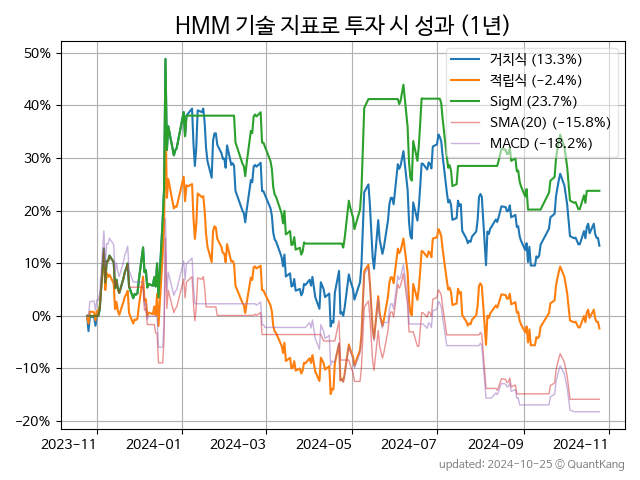 HMM 기술 지표로 투자 시 성과 (1년)
50%
40%
30%
20%
10%
0%
−10%
−20%
거치식 (13.3%)
적립식 (−2.4%)
SigM (23.7%)
SMA(20) (−15.8%)
MACD (−18.2%)
2023-11 2024-01 2024-03 2024-05 2024-07 2024-09 2024-11
updated: 2024-10-25 © QuantKang